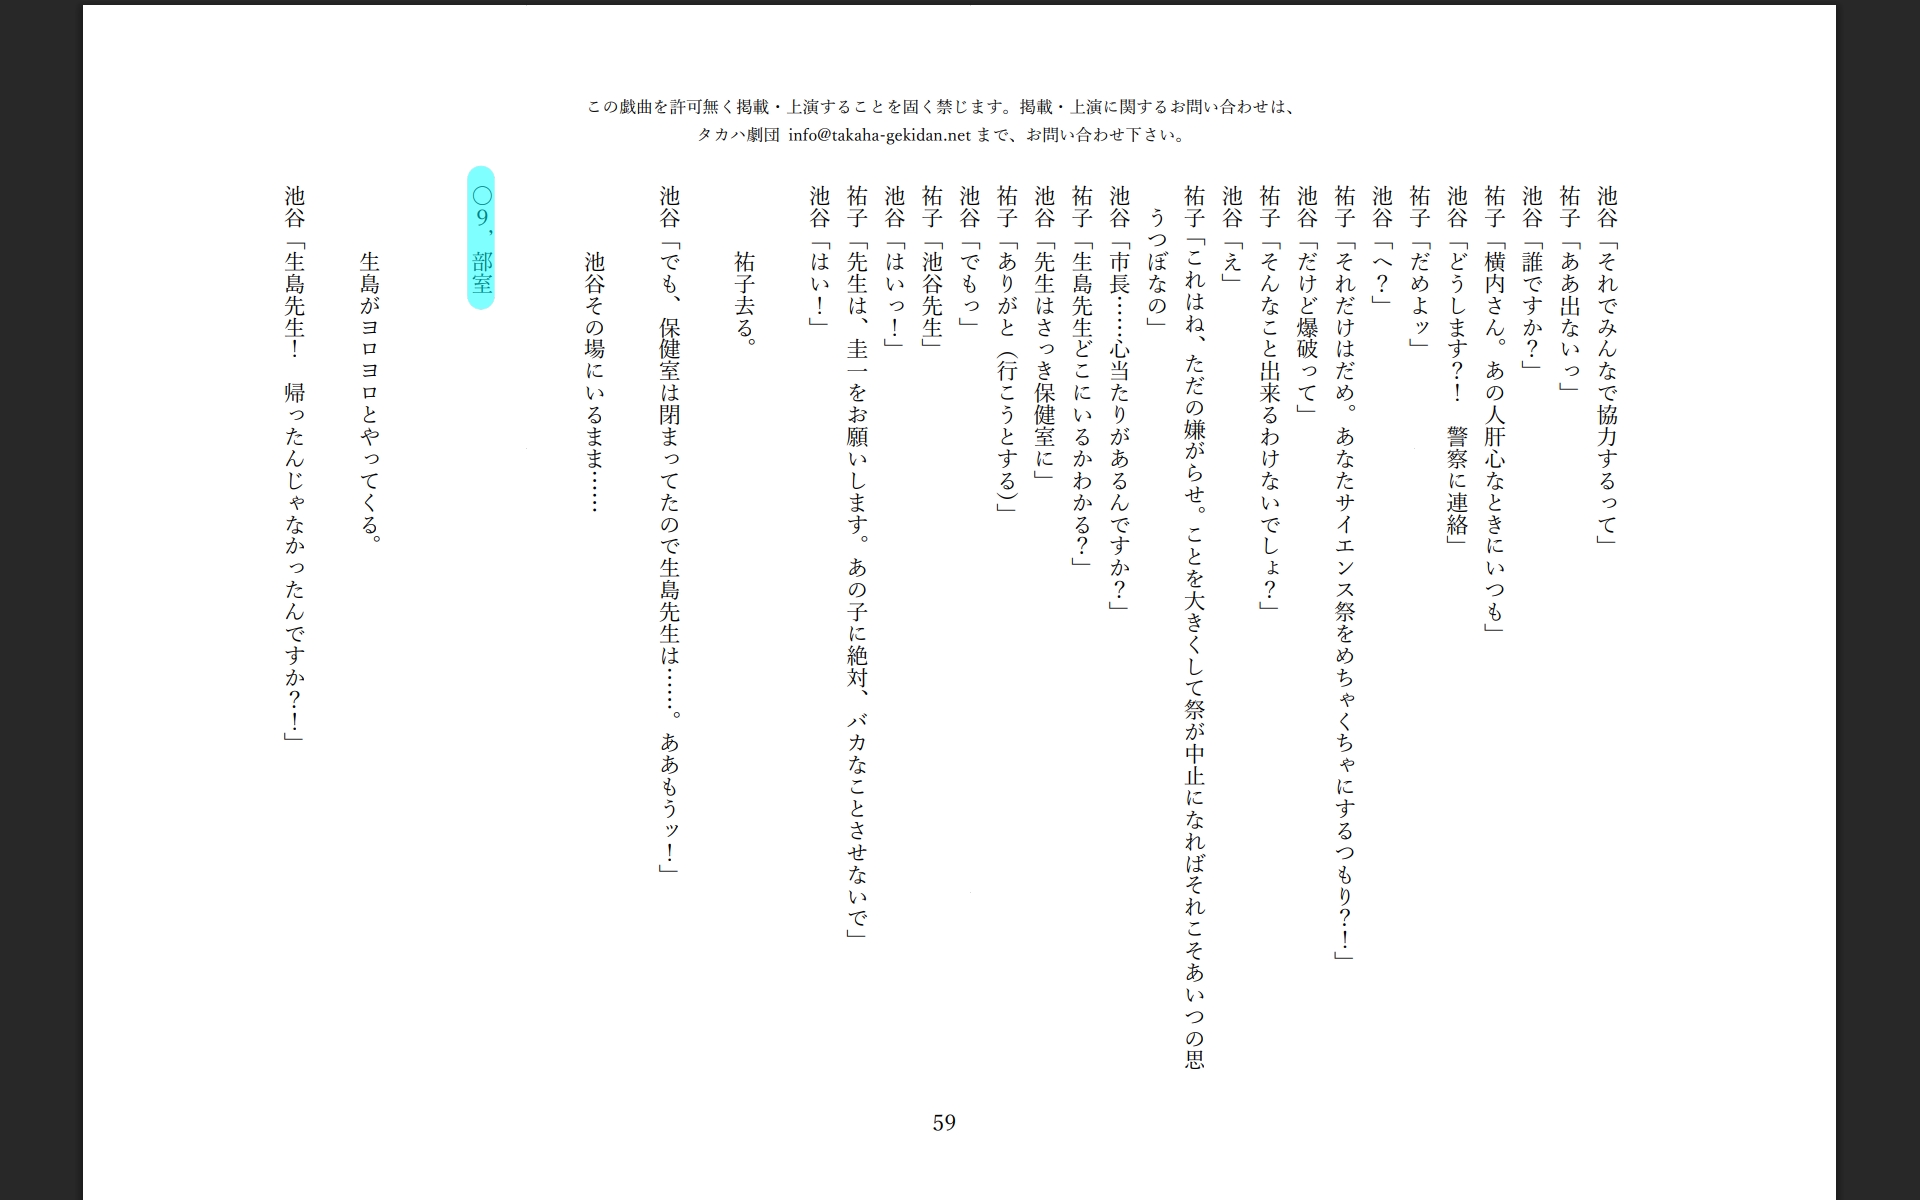 この戯曲を許可無く掲載・上演することを固く禁じます。掲載・上演に関するお問い合わせは、
タカハ劇団 info@takaha-gekidan.net まで、お問い合わせ下さい。
池谷「それでみんなで協力するって」
祐子「ああ出ないっ」
池谷「誰ですか？」
祐子「横内さん。あの人肝心なときにいつも」
池谷「どうします？！　警察に連絡」
祐子「だめよッ」
池谷「へ？」
祐子「それだけはだめ。あなたサイエンス祭をめちゃくちゃにするつもり？！」
池谷「だけど爆破って」
祐子「そんなこと出来るわけないでしょ？」
池谷「え」
祐子「これはね、ただの嫌がらせ。ことを大きくして祭が中止になればそれこそあいつの思
うつぼなの」
池谷「市長……心当たりがあるんですか？」
祐子「生島先生どこにいるかわかる？」
池谷「先生はさっき保健室に」
祐子「ありがと（行こうとする）」
池谷「でもっ」
祐子「池谷先生」
池谷「はいっ！」
祐子「先生は、圭一をお願いします。あの子に絶対、バカなことさせないで」
池谷「はい！」
祐子去る。
池谷「でも、保健室は閉まってたので生島先生は……。ああもうッ！」
池谷その場にいるまま……
〇９，部室
生島がヨロヨロとやってくる。
池谷「生島先生！　帰ったんじゃなかったんですか？！」
59